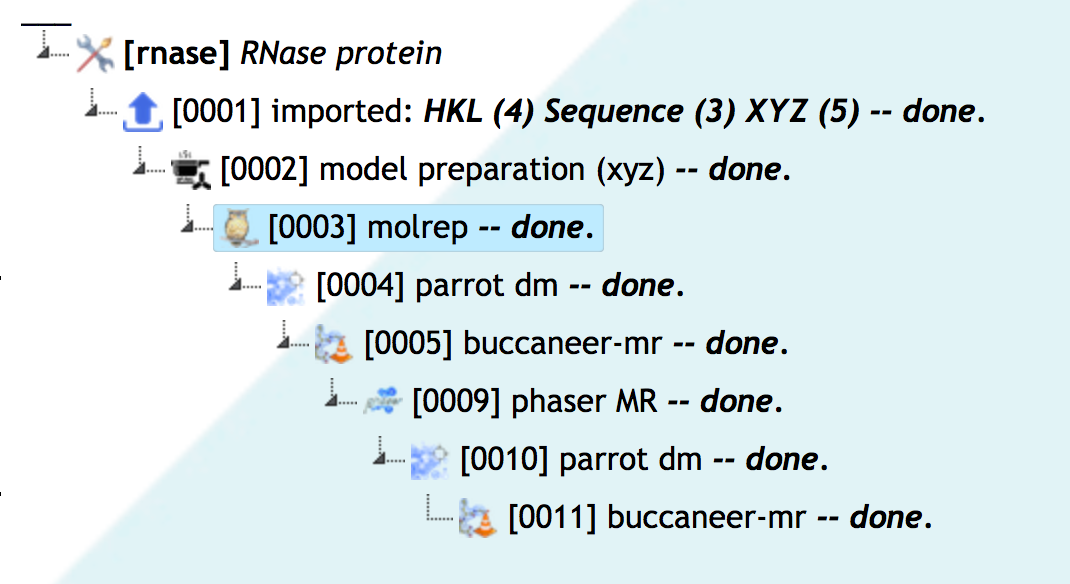 [rnase] RNase protein
[0001] imported: HKL (4) Sequence (3) XYZ (5) -- done.
[0002] model preparation (xyz) -- done.
[0003] molrep -- done.
[0004] parrot dm -- done.
[0005] buccaneer-mr -- done.
[0009] phaser MR -- done.
[0010] parrot dm -- done.
[0011] buccaneer-mr -- done.